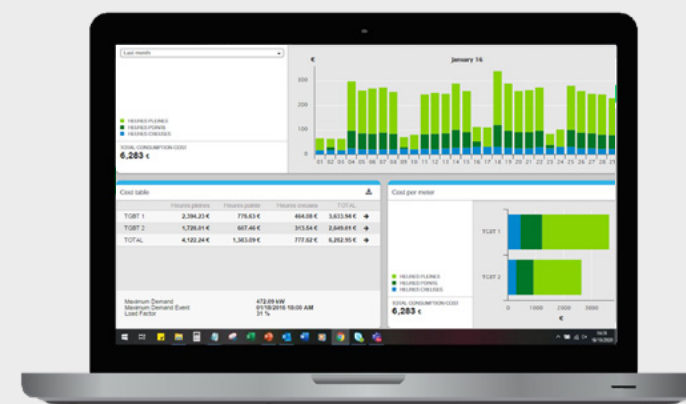 Last month
€
january 16
300
200
100
0
HEURES PLEINES
HEURES POINTE
HEURES CREUSES
TOTAL CONSUMPTION COST
6,283 €
01 02 03 04 05 06 07 08 09 10 11 12 13 14 15 16 17 18 19 20 21 22 23 24 25 26 27 28 29
Cost table
Heures pleines Heures pointe Heures creuses TOTAL
TGBT 1 2,394.23 € 775.63 € 464.08 € 3,633.94 €
TGBT 2 1,728.01 € 607.46 € 313.54 € 2,649.01 €
TOTAL 4,122.24 € 1,383.09 € 777.62 € 6,282.95 €
Maximum Demand 472.09 kW
Maximum Demand Event 01/18/2016 10:00 AM
Load Factor 31 %
Cost per meter
TGBT 1
TGBT 2
HEURES PLEINES
HEURES POINTE
HEURES CREUSES
TOTAL CONSUMPTION COST
6,283 €
0 1000 2000 3000
€